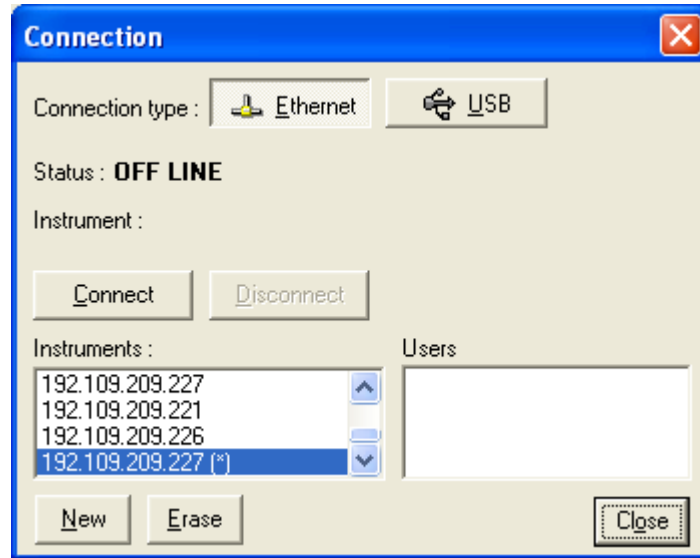 Connection
Connection type : Ethernet USB
Status : OFF LINE
Instrument :
Connect Disconnect
Instruments : Users
192.109.209.227
192.109.209.221
192.109.209.226
192.109.209.227 (*)
New Erase Close